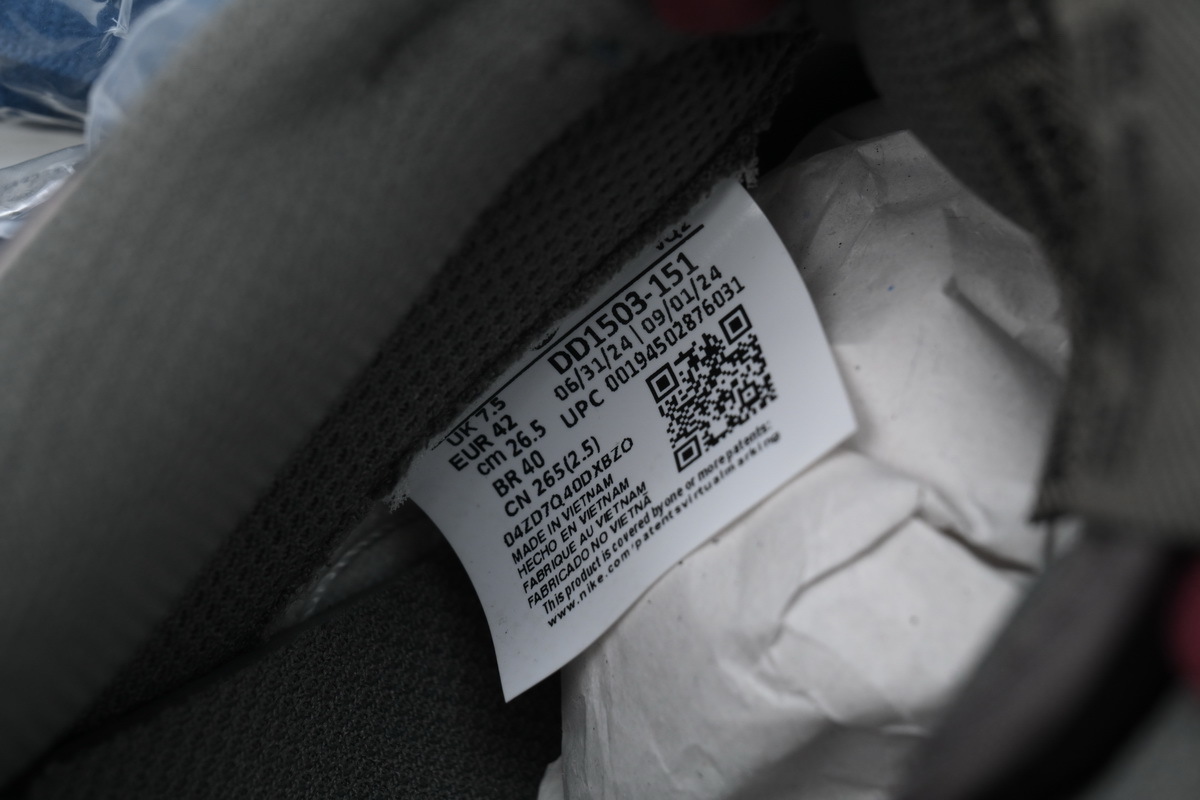 UK 7.5
EUR 42
cm 26.5
BR 40
CN 265(2.5)
DD1503-151
06/31/24 | 09/01/24
UPC 00194502876031
04ZD7Q40DXBZO
MADE IN VIETNAM
HECHO EN VIETNAM
FABRIQUE AU VIETNAM
FABRICADO NO VIETNÃ
This product is covered by one or more patents:
www.nike.com/patentsvirtualmarking